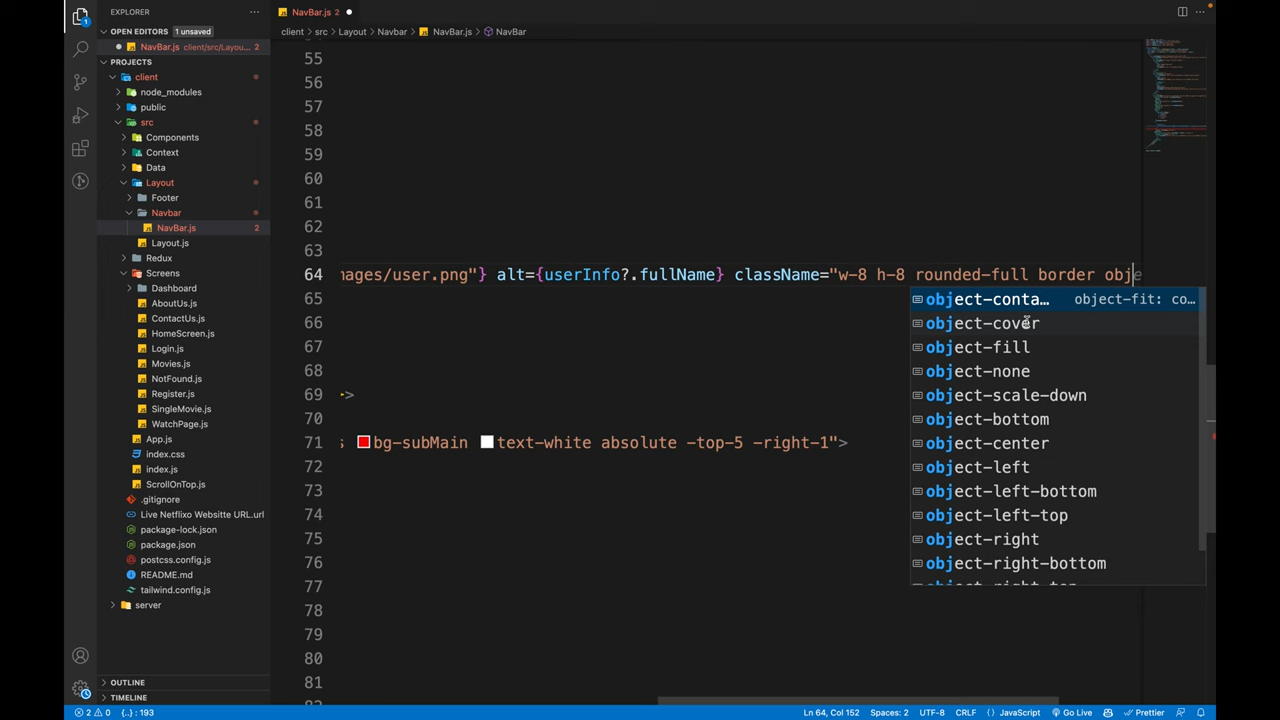 EXPLORER
NavBar.js 2
OPEN EDITORS 1 unsaved
NavBar.js client/src/Layou... 2
PROJECTS
client
node_modules
public
src
Components
Context
Data
Layout
Footer
Navbar
NavBar.js 2
Layout.js
Redux
Screens
Dashboard
AboutUs.js
ContactUs.js
HomeScreen.js
Login.js
Movies.js
NotFound.js
Register.js
SingleMovie.js
WatchPage.js
App.js
index.css
index.js
ScrollOnTop.js
.gitignore
Live Netflixo Websitte URL.url
package-lock.json
package.json
postcss.config.js
README.md
tailwind.config.js
server
OUTLINE
TIMELINE
client > src > Layout > Navbar > NavBar.js > NavBar
55
56
57
58
59
60
61
62
63
64 mages/user.png"} alt={userInfo?.fullName} className="w-8 h-8 rounded-full border obje
65
66
67
68
69 >
70
71 s bg-subMain text-white absolute -top-5 -right-1">
72
73
74
75
76
77
78
79
80
81
82
object-conta... object-fit: co...
object-cover
object-fill
object-none
object-scale-down
object-bottom
object-center
object-left
object-left-bottom
object-left-top
object-right
object-right-bottom
object-right-top
2 0 {..} : 193 Ln 64, Col 152 Spaces: 2 UTF-8 CRLF {} JavaScript Go Live Prettier